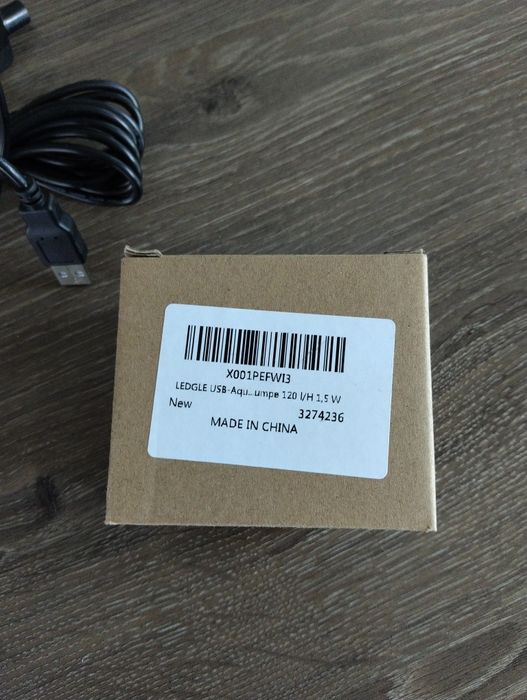 X001PEFWI3
LEDGLE USB-Aqu...umpe 120 l/H 1,5 W
New
3274236
MADE IN CHINA